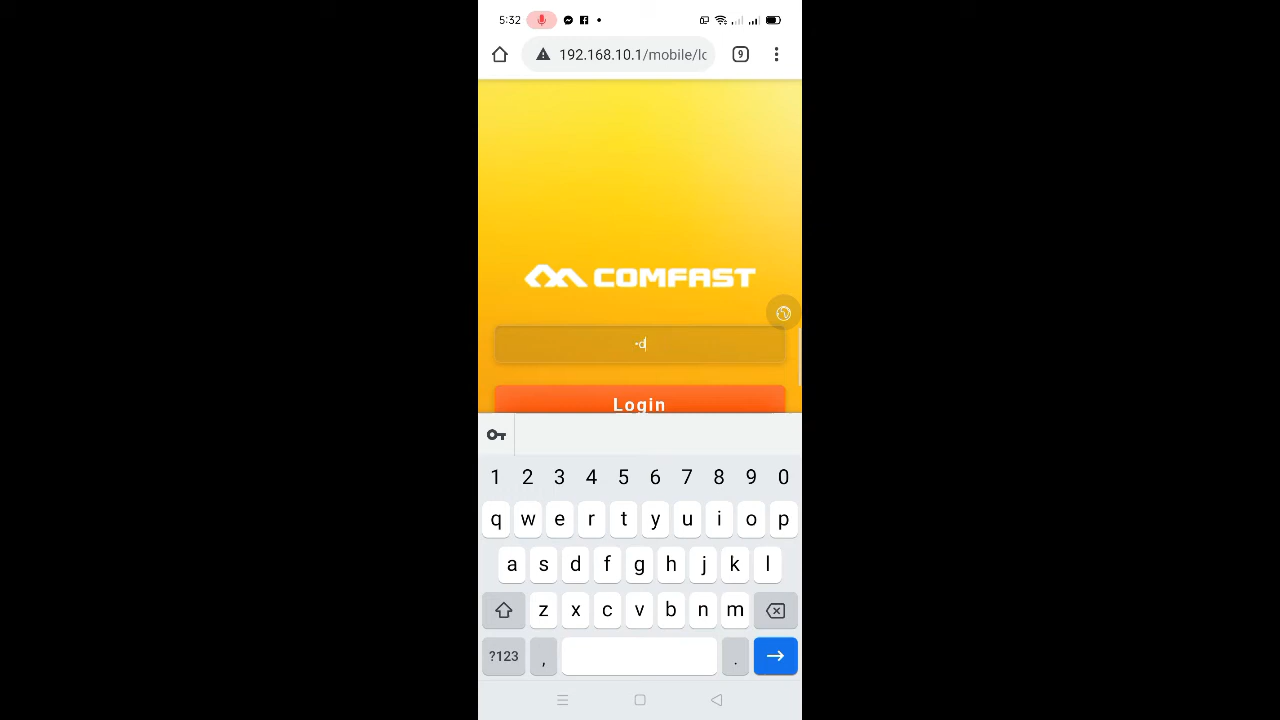 5:32
192.168.10.1/mobile/lo
9
COMFAST
•d
Login
1 2 3 4 5 6 7 8 9 0
q w e r t y u i o p
a s d f g h j k l
z x c v b n m
?123 , .